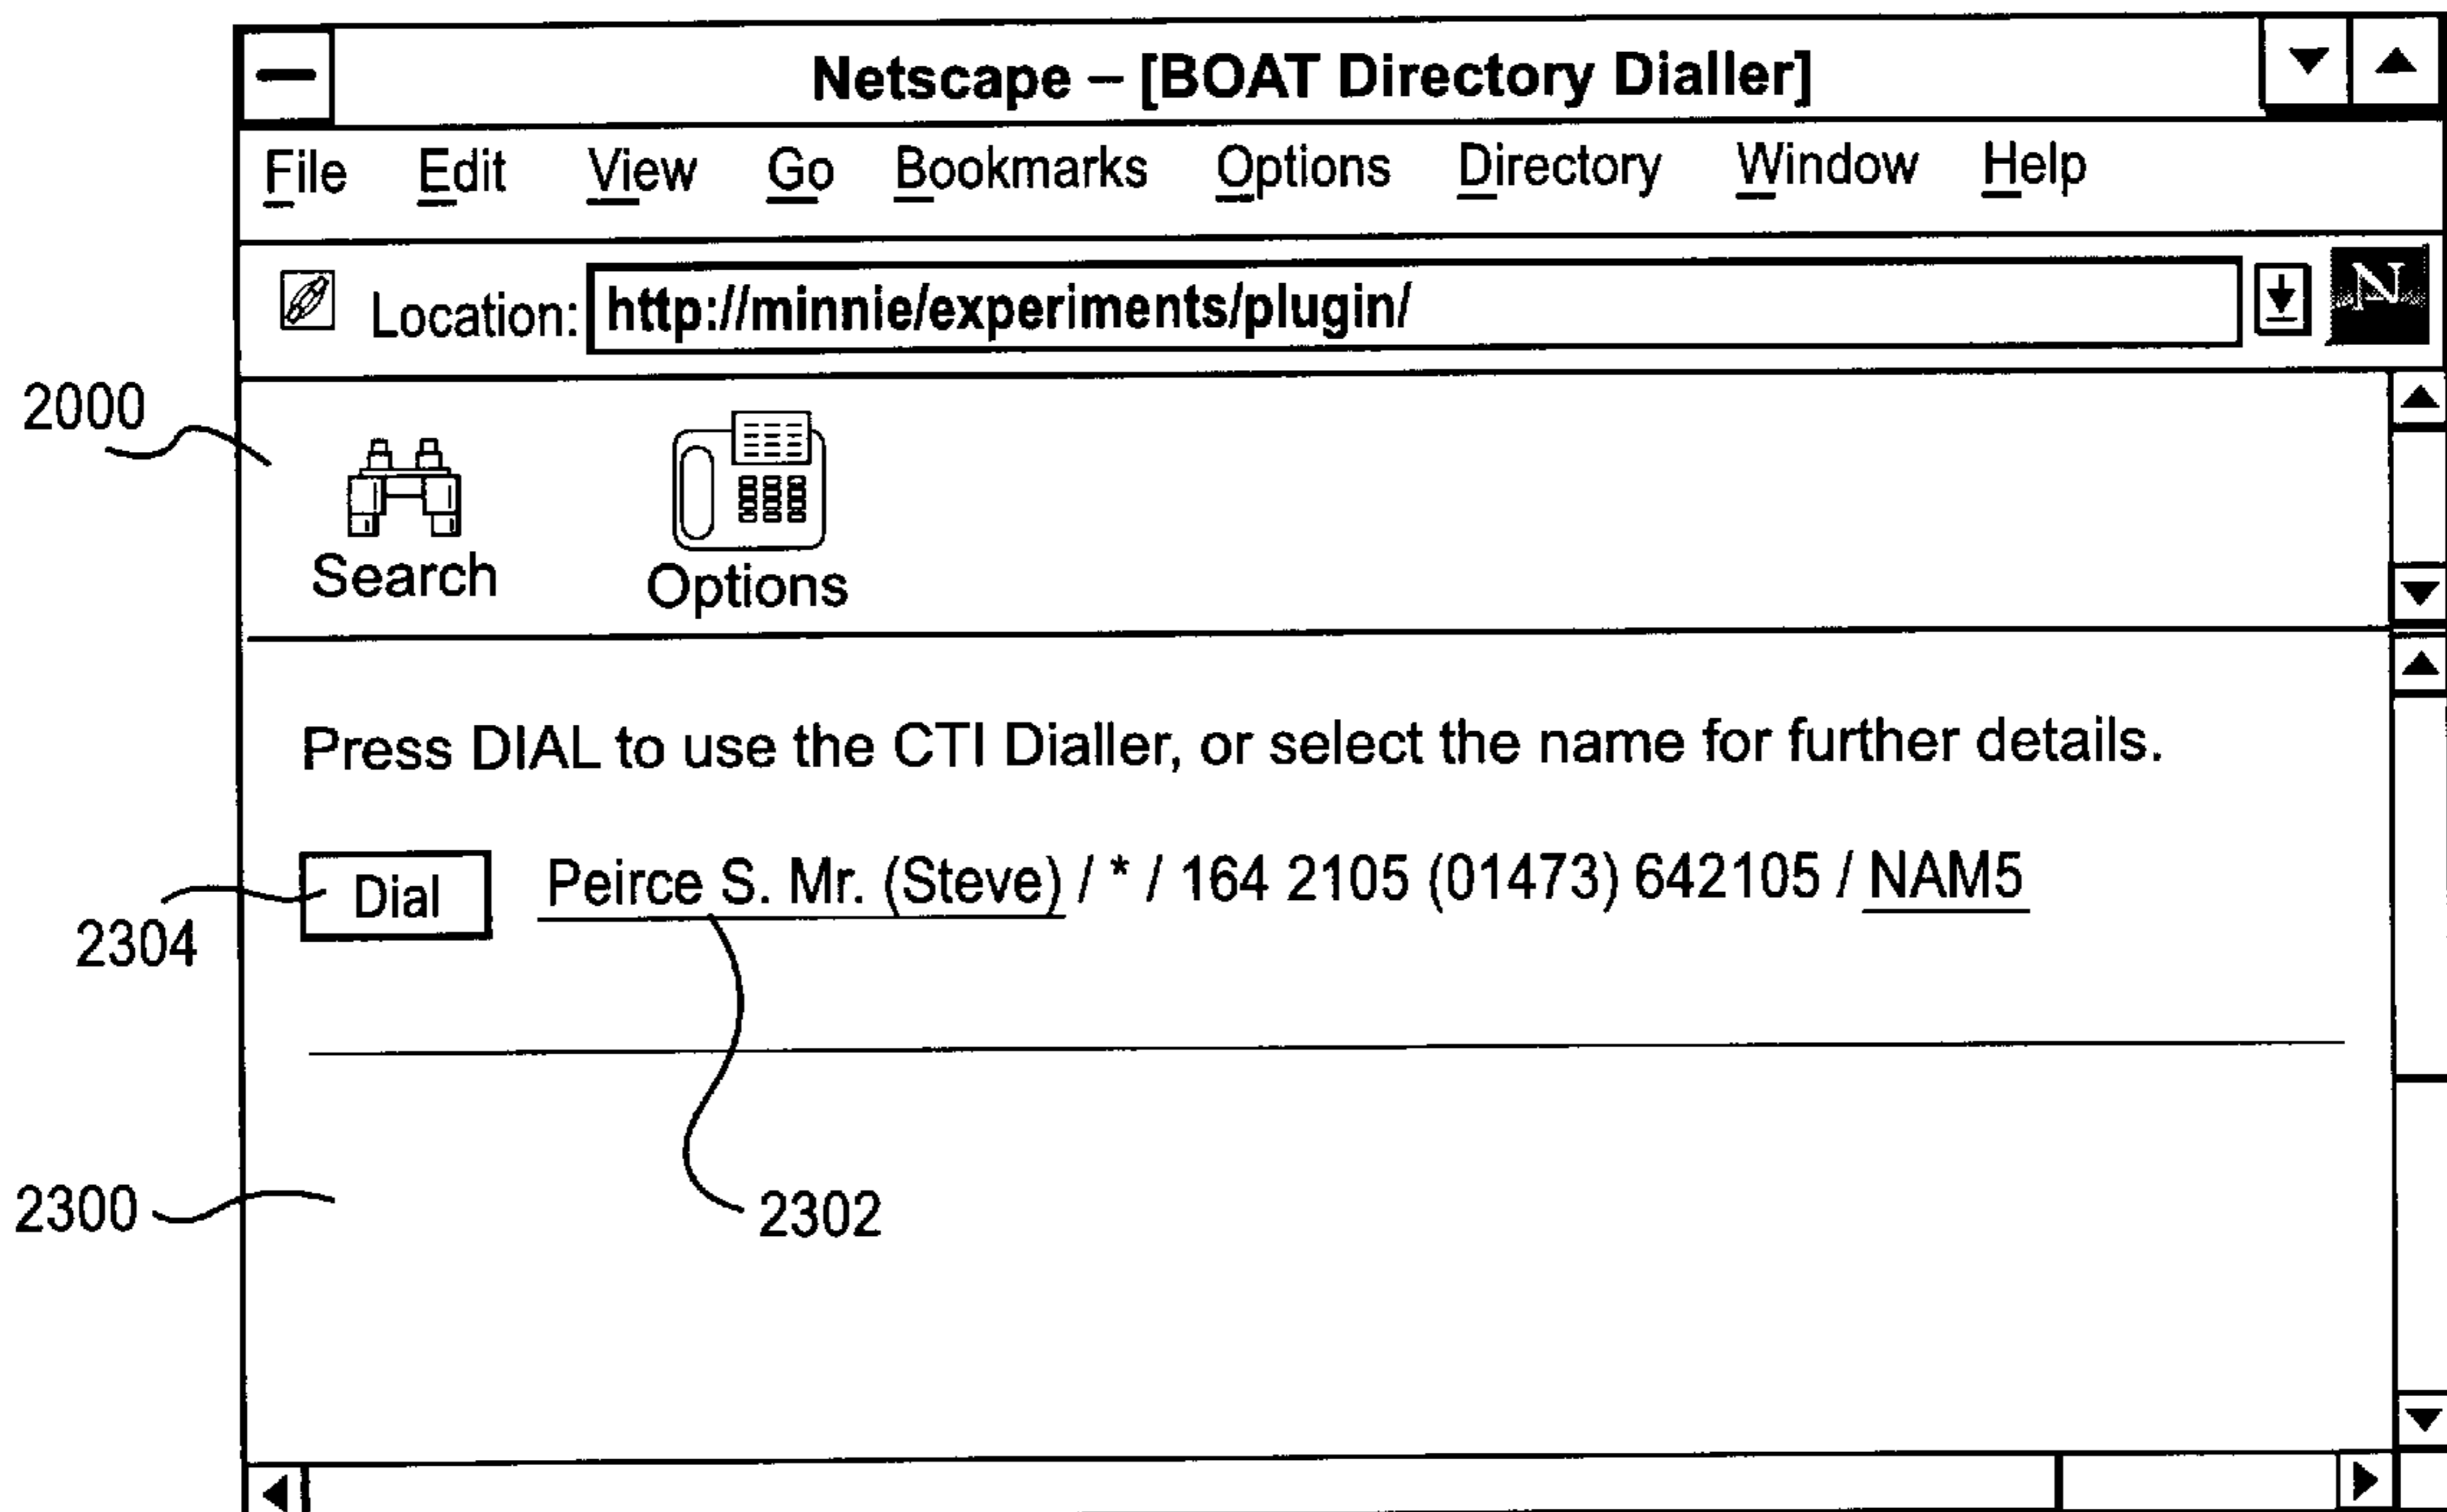 Netscape – [BOAT Directory Dialler]
File Edit View Go Bookmarks Options Directory Window Help
Location: http://minnie/experiments/plugin/ N
2000
Search Options
Press DIAL to use the CTI Dialler, or select the name for further details.
Dial Peirce S. Mr. (Steve) / * / 164 2105 (01473) 642105 / NAM5
2304
2300
2302